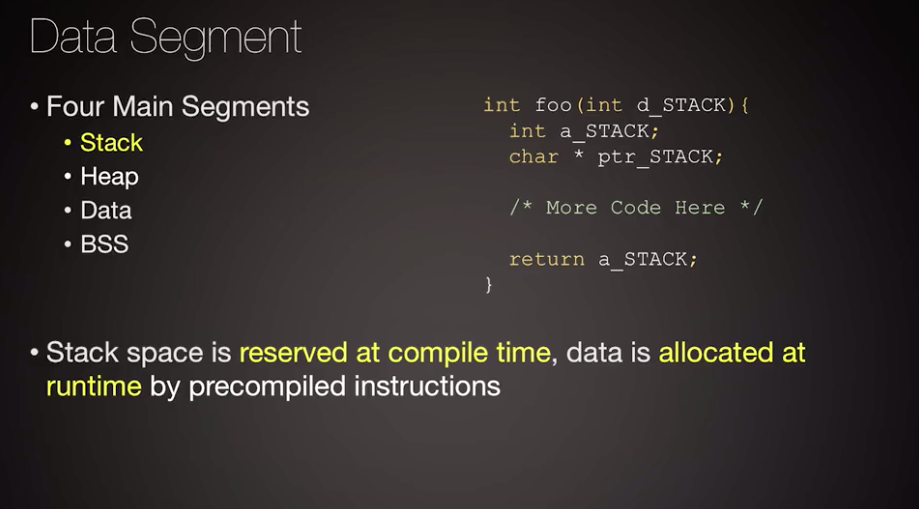 Data Segment
• Four Main Segments
• Stack
• Heap
• Data
• BSS
int foo(int d_STACK){
int a_STACK;
char * ptr_STACK;
/* More Code Here */
return a_STACK;
}
• Stack space is reserved at compile time, data is allocated at
runtime by precompiled instructions